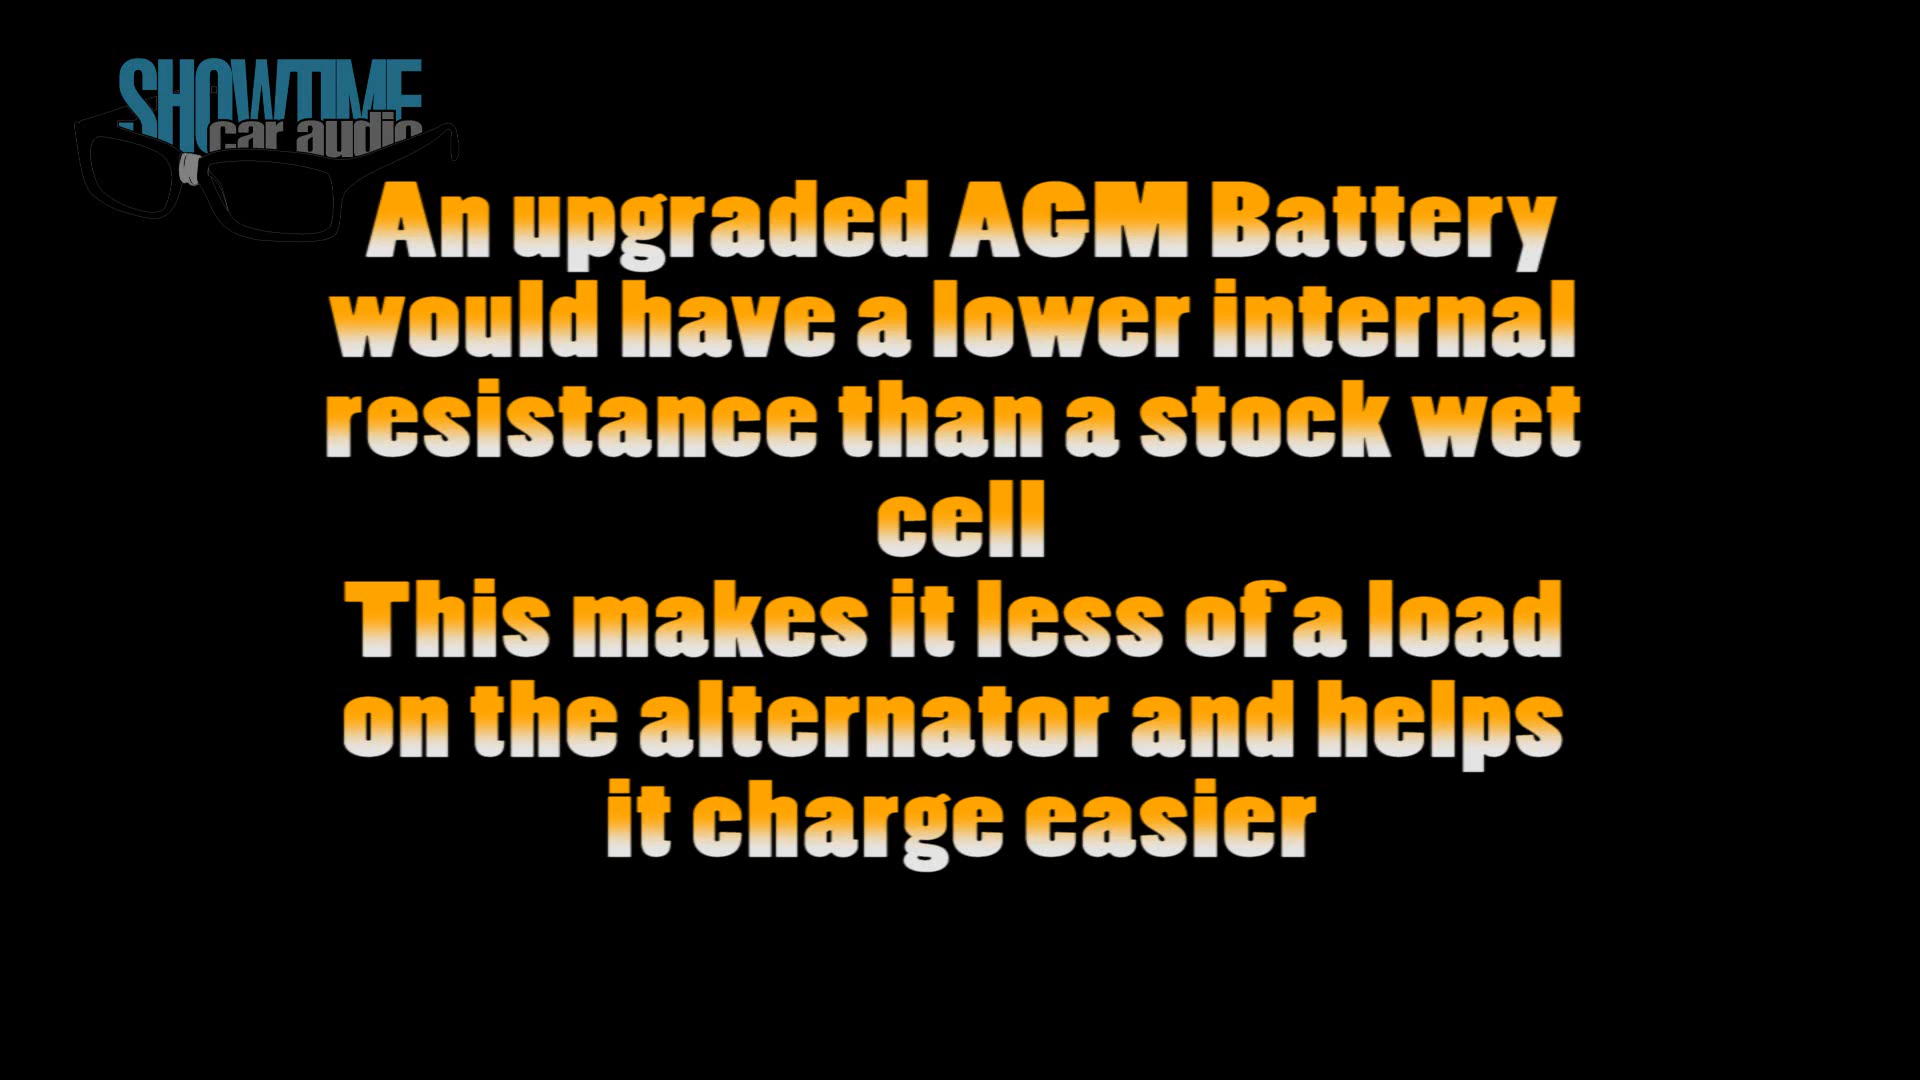 SHOWTIME
car audio
An upgraded AGM Battery
would have a lower internal
resistance than a stock wet
cell
This makes it less of a load
on the alternator and helps
it charge easier